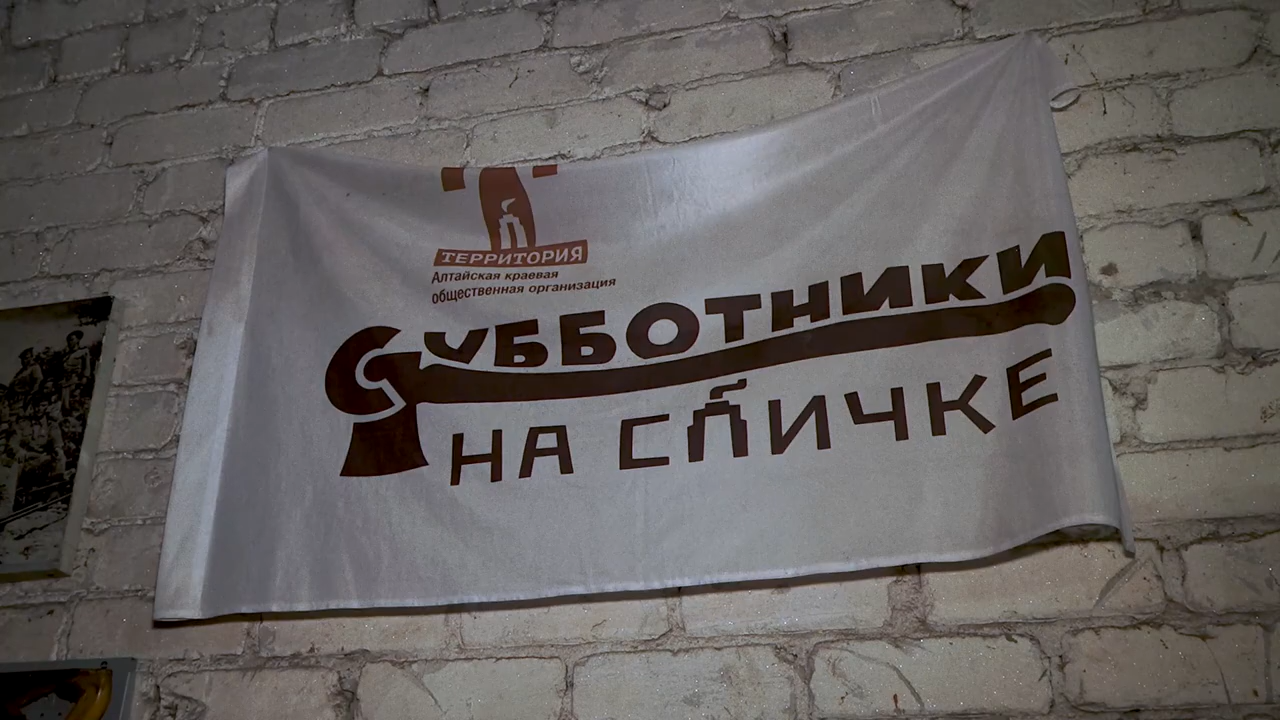 ТЕРРИТОРИЯ
Алтайская краевая
общественная организация
СУББОТНИКИ
НА СПИЧКЕ